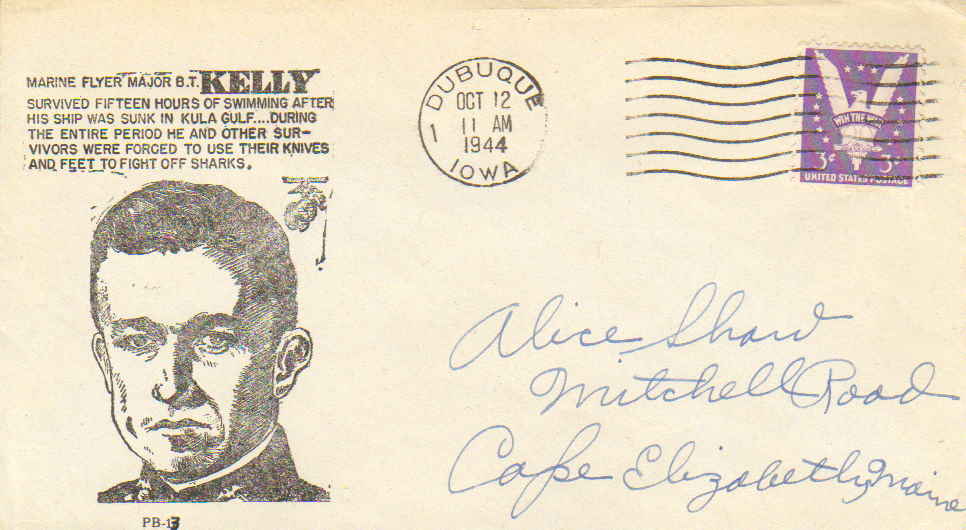 MARINE FLYER MAJOR B.T. KELLY
SURVIVED FIFTEEN HOURS OF SWIMMING AFTER
HIS SHIP WAS SUNK IN KULA GULF....DURING
THE ENTIRE PERIOD HE AND OTHER SUR-
VIVORS WERE FORCED TO USE THEIR KNIVES
AND FEET TO FIGHT OFF SHARKS.
DUBUQUE
OCT 12
11 AM
1944
1
IOWA
WIN THE WAR
3¢ 3¢
UNITED STATES POSTAGE
Alice Shaw
Mitchell Road
Cape Elizabeth, Maine
PB-13